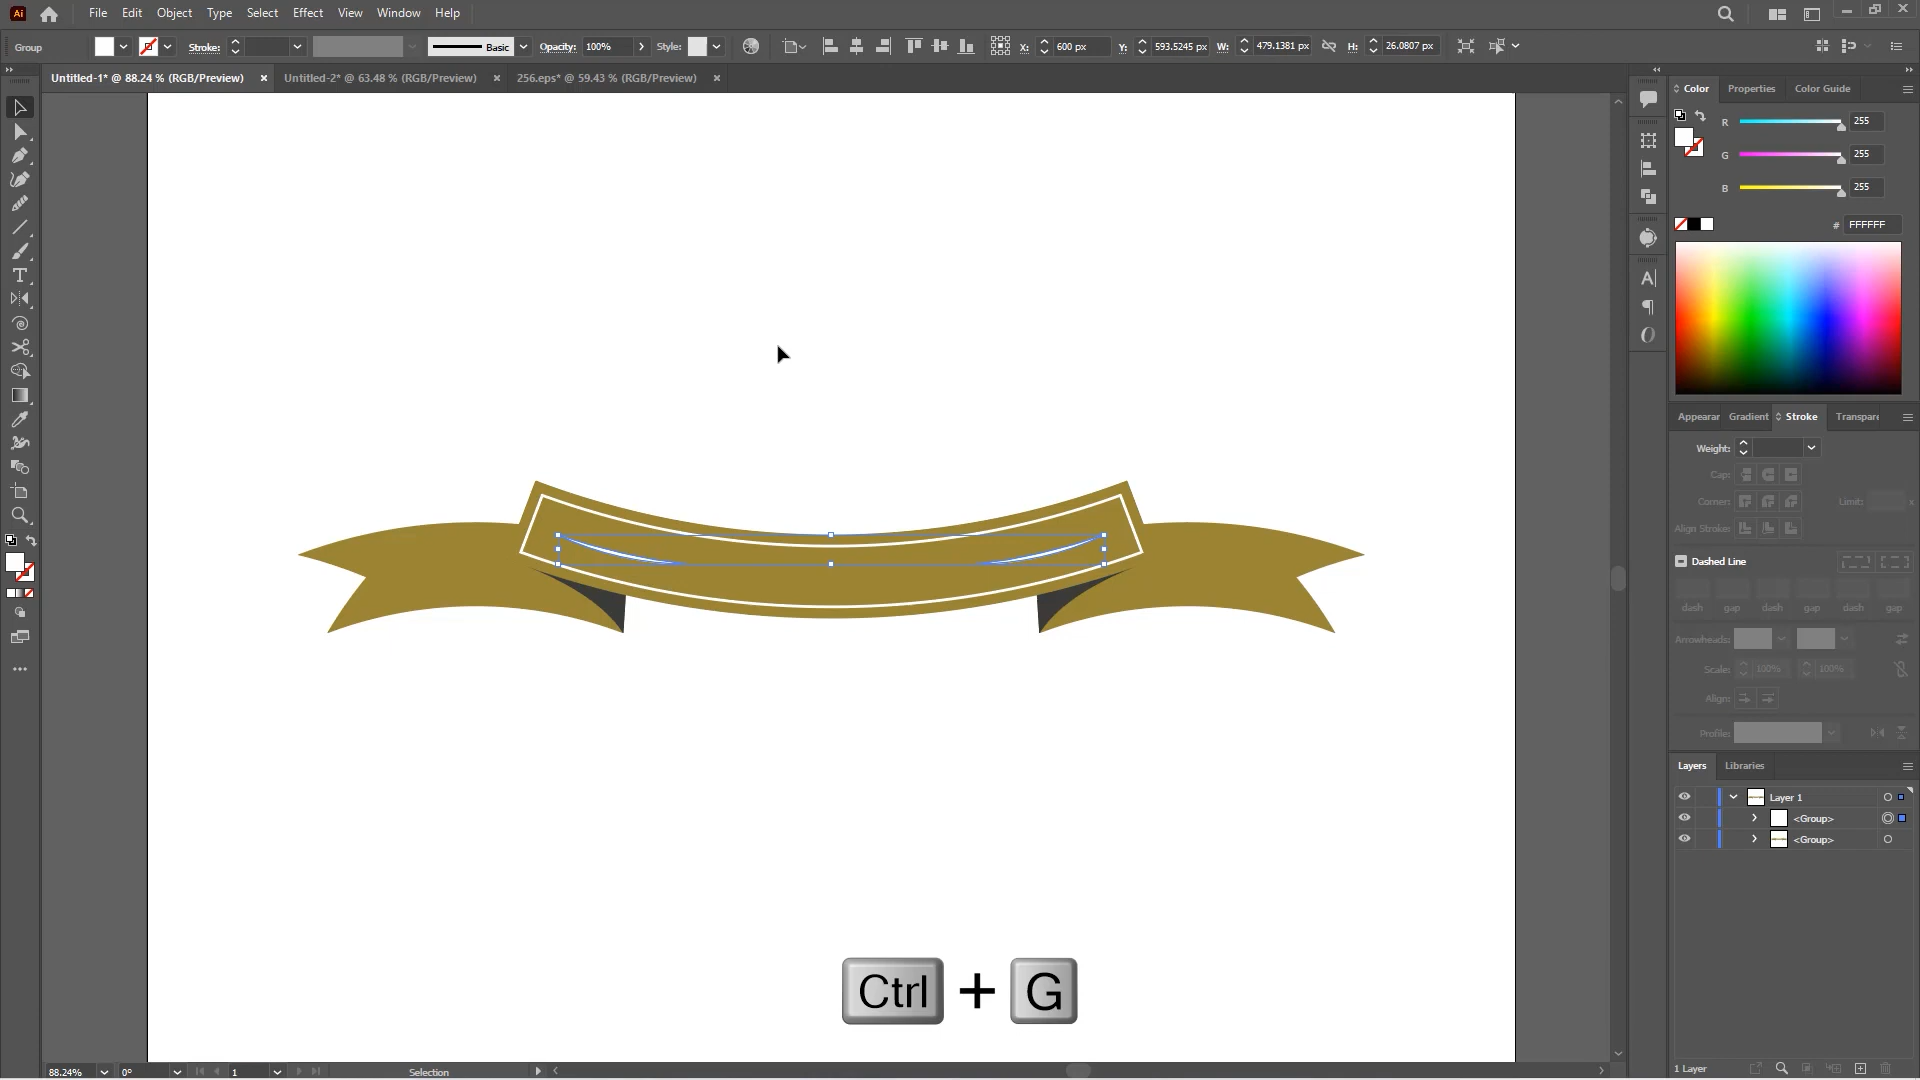 Ai File Edit Object Type Select Effect View Window Help
Group Stroke: Basic Opacity: 100% Style: X: 600 px Y: 593.5245 px W: 479.1381 px H: 26.0807 px
Untitled-1* @ 88.24 % (RGB/Preview) Untitled-2* @ 63.48 % (RGB/Preview) 256.eps* @ 59.43 % (RGB/Preview)
Color Properties Color Guide
R 255
G 255
B 255
# FFFFFF
Appearar Gradient Stroke Transpare
Weight:
Cap:
Corner: Limit: x
Align Stroke:
Dashed Line
dash gap dash gap dash gap
Arrowheads:
Scale: 100% 100%
Align:
Profile:
Layers Libraries
Layer 1
<Group>
<Group>
Ctrl + G
88.24% 0° 1 Selection 1 Layer